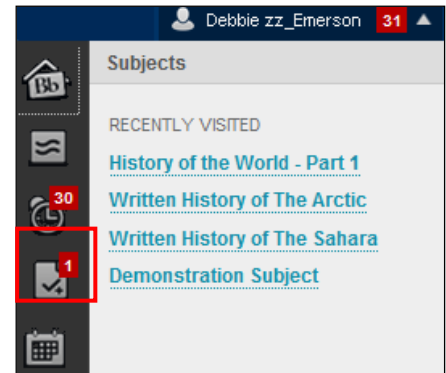 Debbie zz_Emerson 31
Bb
Subjects
RECENTLY VISITED
History of the World - Part 1
30
Written History of The Arctic
Written History of The Sahara
1
Demonstration Subject